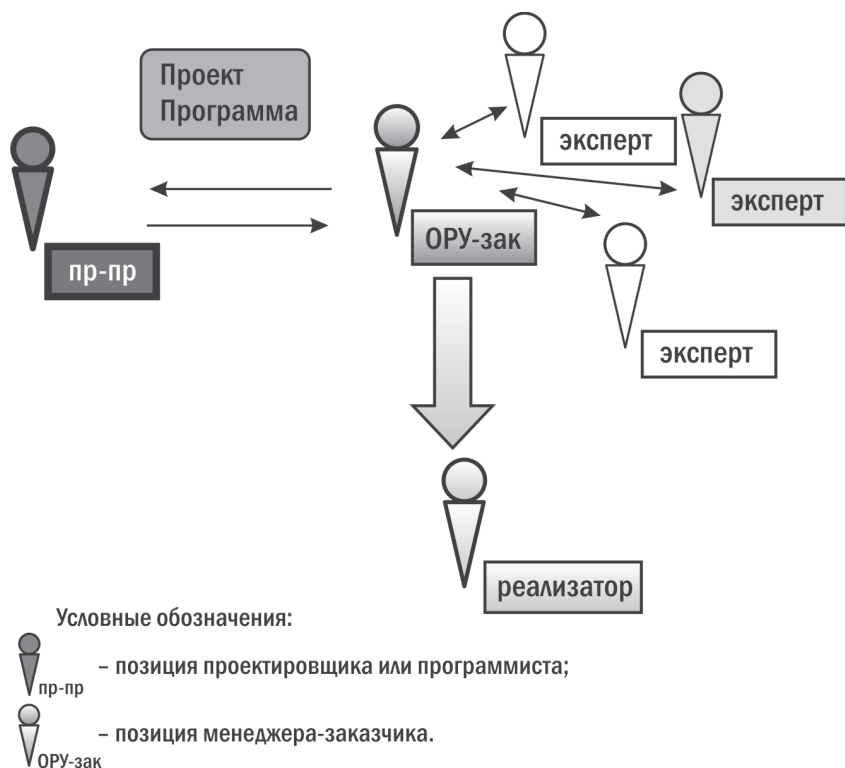 Проект
Программа
эксперт
эксперт
ОРУ-зак
пр-пр
эксперт
реализатор
Условные обозначения:
пр-пр – позиция проектировщика или программиста;
ОРУ-зак – позиция менеджера-заказчика.